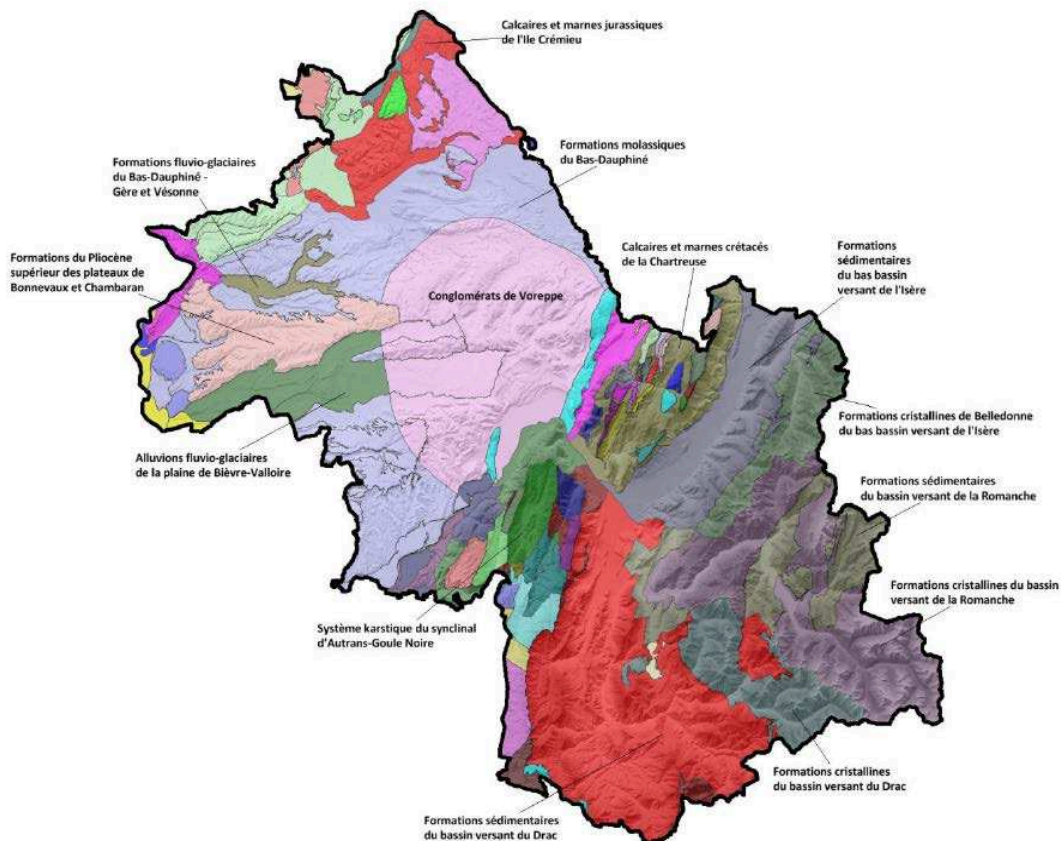 Calcaires et marnes jurassiques
de l'Ile Crémieu
Formations fluvio-glaciaires
du Bas-Dauphiné -
Gère et Vésonne
Formations molassiques
du Bas-Dauphiné
Formations du Pliocène
supérieur des plateaux de
Bonnevaux et Chambaran
Calcaires et marnes crétacés
de la Chartreuse
Formations
sédimentaires
du bas bassin
versant de l'Isère
Conglomérats de Voreppe
Formations cristallines de Belledonne
du bas bassin versant de l'Isère
Alluvions fluvio-glaciaires
de la plaine de Bièvre-Valloire
Formations sédimentaires
du bassin versant de la Romanche
Formations cristallines du bassin
versant de la Romanche
Système karstique du synclinal
d'Autrans-Goule Noire
Formations cristallines
du bassin versant du Drac
Formations sédimentaires
du bassin versant du Drac